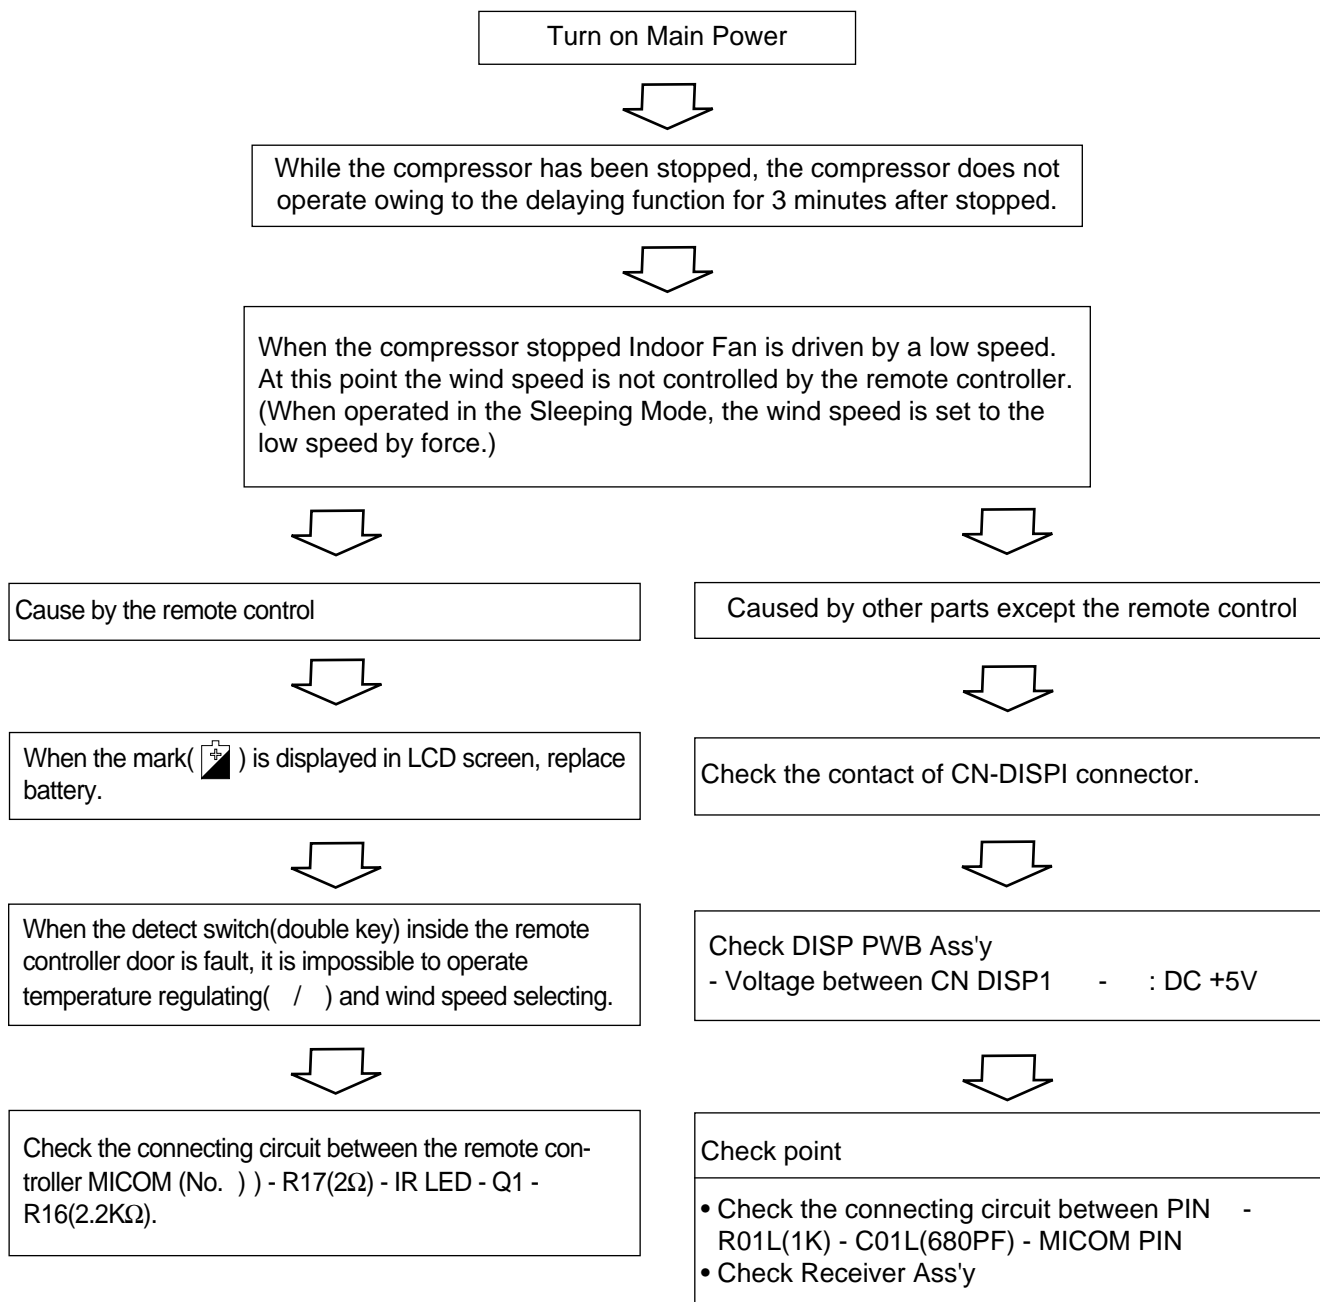 Turn on Main Power
While the compressor has been stopped, the compressor does not
operate owing to the delaying function for 3 minutes after stopped.
When the compressor stopped Indoor Fan is driven by a low speed.
At this point the wind speed is not controlled by the remote controller.
(When operated in the Sleeping Mode, the wind speed is set to the
low speed by force.)
Cause by the remote control
When the mark( ) is displayed in LCD screen, replace
battery.
When the detect switch(double key) inside the remote
controller door is fault, it is impossible to operate
temperature regulating( / ) and wind speed selecting.
Check the connecting circuit between the remote con-
troller MICOM (No. ) ) - R17(2Ω) - IR LED - Q1 -
R16(2.2KΩ).
Caused by other parts except the remote control
Check the contact of CN-DISPI connector.
Check DISP PWB Ass'y
- Voltage between CN DISP1 - : DC +5V
Check point
• Check the connecting circuit between PIN -
R01L(1K) - C01L(680PF) - MICOM PIN
• Check Receiver Ass'y